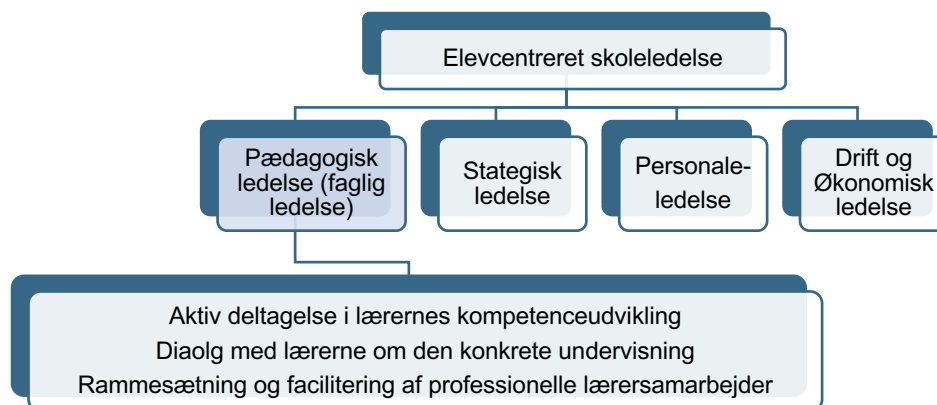 Elevcentreret skoleledelse
Pædagogisk
ledelse (faglig
ledelse)
Stategisk
ledelse
Personale-
ledelse
Drift og
Økonomisk
ledelse
Aktiv deltagelse i lærernes kompetenceudvikling
Diaolg med lærerne om den konkrete undervisning
Rammesætning og facilitering af professionelle lærersamarbejder